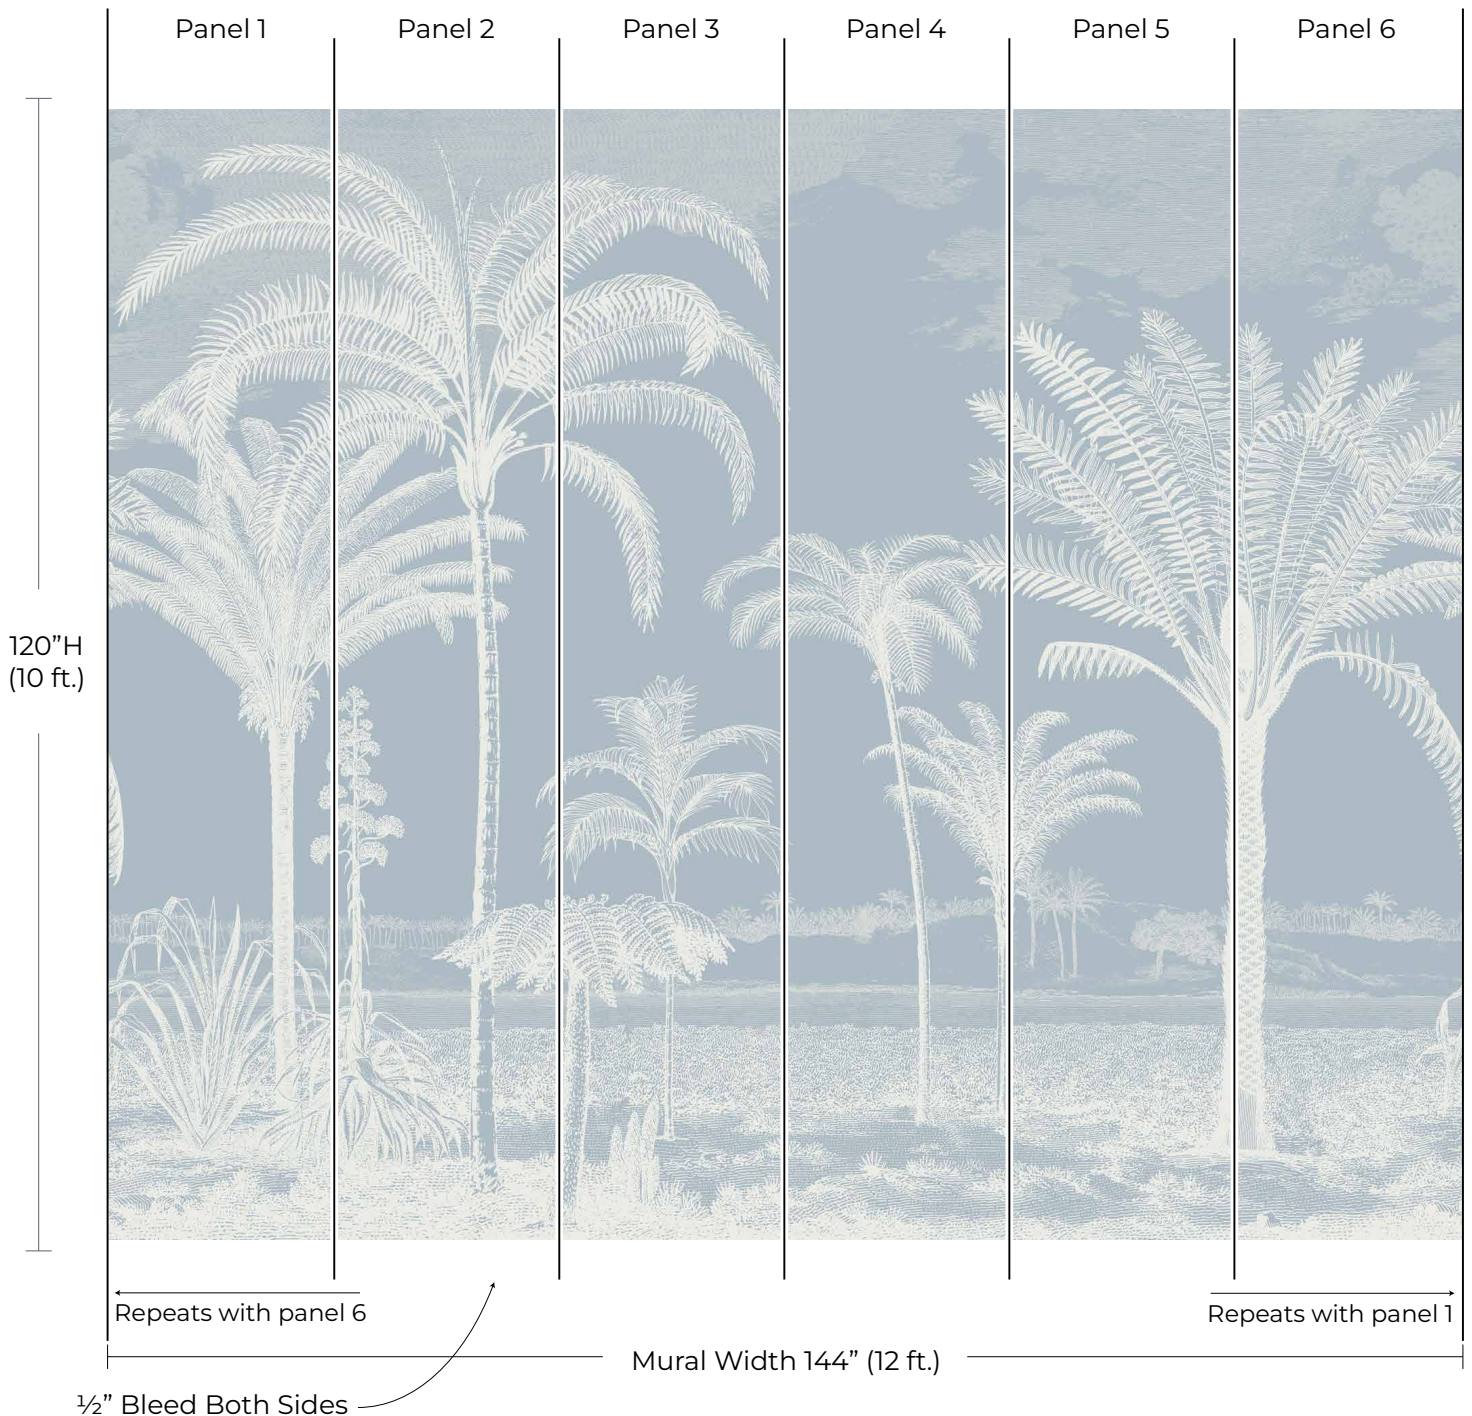 Panel 1
Panel 2
Panel 3
Panel 4
Panel 5
Panel 6
120”H
(10 ft.)
Repeats with panel 6
Repeats with panel 1
Mural Width 144” (12 ft.)
½” Bleed Both Sides